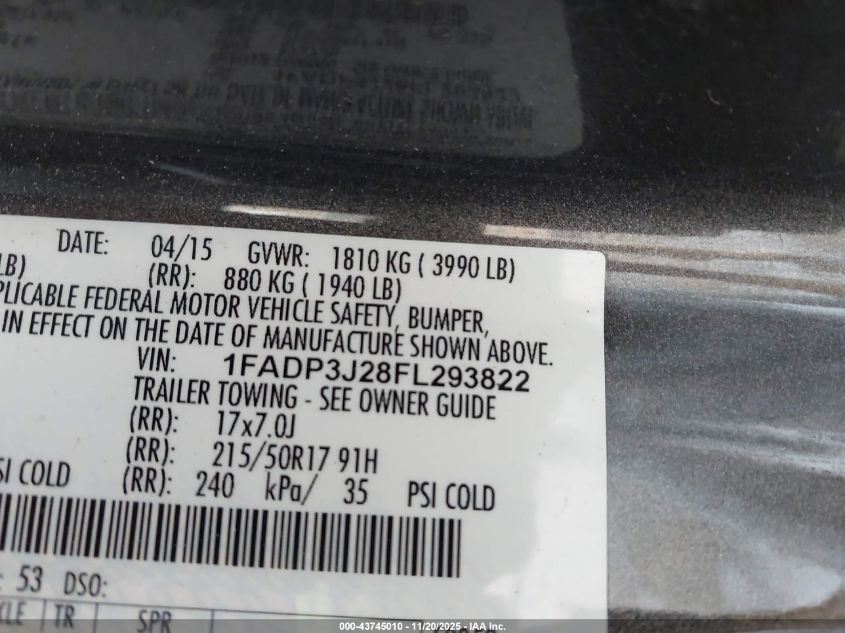 DATE: 04/15 GVWR: 1810 KG ( 3990 LB)
LB) (RR): 880 KG ( 1940 LB)
PLICABLE FEDERAL MOTOR VEHICLE SAFETY, BUMPER,
IN EFFECT ON THE DATE OF MANUFACTURE SHOWN ABOVE.
VIN: 1FADP3J28FL293822
TRAILER TOWING - SEE OWNER GUIDE
(RR): 17x7.0J
(RR): 215/50R17 91H
SI COLD (RR): 240 kPa/ 35 PSI COLD
: 53 DSO:
XLE TR SPR
000-43745010 - 11/20/2025 - IAA Inc.